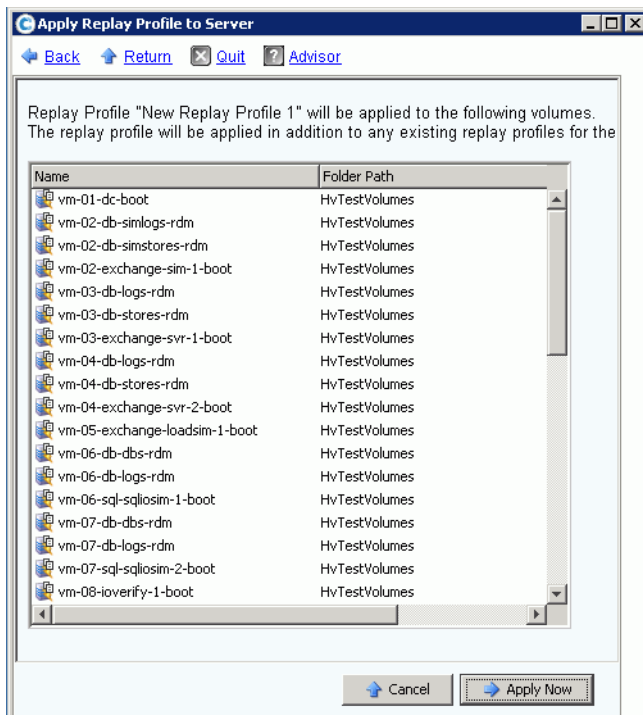 Apply Replay Profile to Server
Back Return Quit Advisor
Replay Profile "New Replay Profile 1" will be applied to the following volumes.
The replay profile will be applied in addition to any existing replay profiles for the
Name Folder Path
vm-01-dc-boot HvTestVolumes
vm-02-db-simlogs-rdm HvTestVolumes
vm-02-db-simstores-rdm HvTestVolumes
vm-02-exchange-sim-1-boot HvTestVolumes
vm-03-db-logs-rdm HvTestVolumes
vm-03-db-stores-rdm HvTestVolumes
vm-03-exchange-svr-1-boot HvTestVolumes
vm-04-db-logs-rdm HvTestVolumes
vm-04-db-stores-rdm HvTestVolumes
vm-04-exchange-svr-2-boot HvTestVolumes
vm-05-exchange-loadsim-1-boot HvTestVolumes
vm-06-db-dbs-rdm HvTestVolumes
vm-06-db-logs-rdm HvTestVolumes
vm-06-sql-sqliosim-1-boot HvTestVolumes
vm-07-db-dbs-rdm HvTestVolumes
vm-07-db-logs-rdm HvTestVolumes
vm-07-sql-sqliosim-2-boot HvTestVolumes
vm-08-ioverify-1-boot HvTestVolumes
Cancel Apply Now